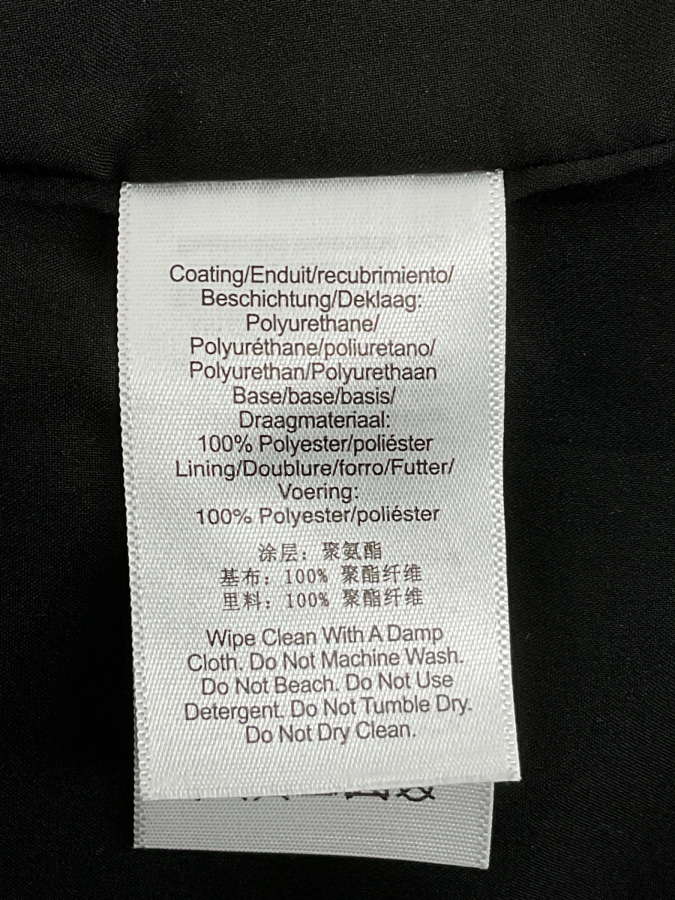 Coating/Enduit/recubrimiento/
Beschichtung/Deklaag:
Polyurethane/
Polyuréthane/poliuretano/
Polyurethan/Polyurethaan
Base/base/basis/
Draagmateriaal:
100% Polyester/poliéster
Lining/Doublure/forro/Futter/
Voering:
100% Polyester/poliéster
涂层: 聚氨酯
基布: 100% 聚酯纤维
里料: 100% 聚酯纤维
Wipe Clean With A Damp
Cloth. Do Not Machine Wash.
Do Not Beach. Do Not Use
Detergent. Do Not Tumble Dry.
Do Not Dry Clean.